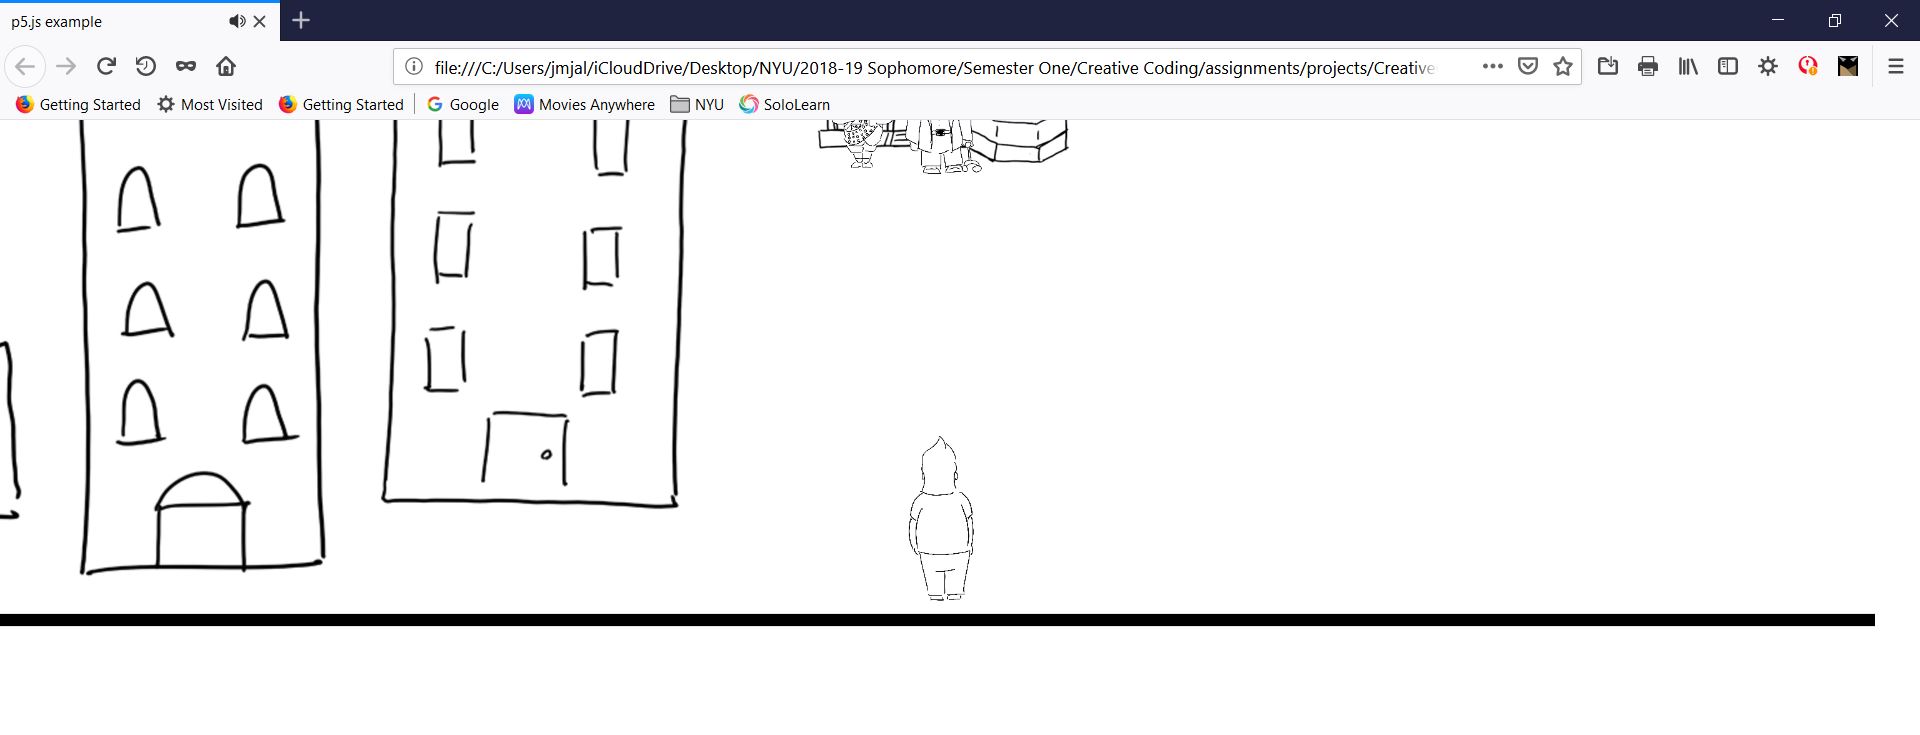 p5.js example
file:///C:/Users/jmjal/iCloudDrive/Desktop/NYU/2018-19 Sophomore/Semester One/Creative Coding/assignments/projects/Creative
Getting Started Most Visited Getting Started Google Movies Anywhere NYU SoloLearn